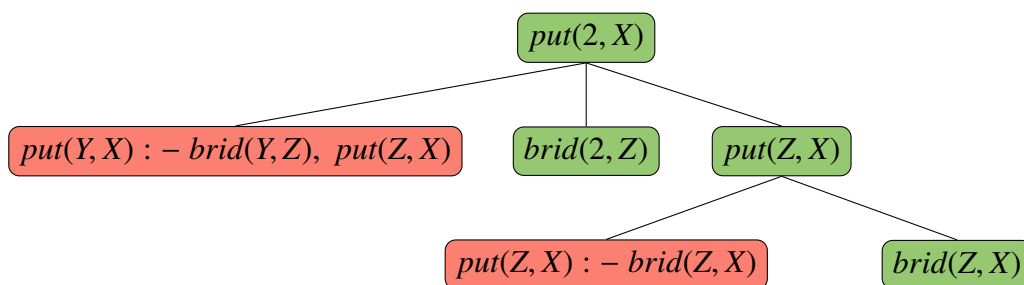 put(2, X)
put(Y, X) : − brid(Y, Z), put(Z, X)
brid(2, Z)
put(Z, X)
put(Z, X) : − brid(Z, X)
brid(Z, X)